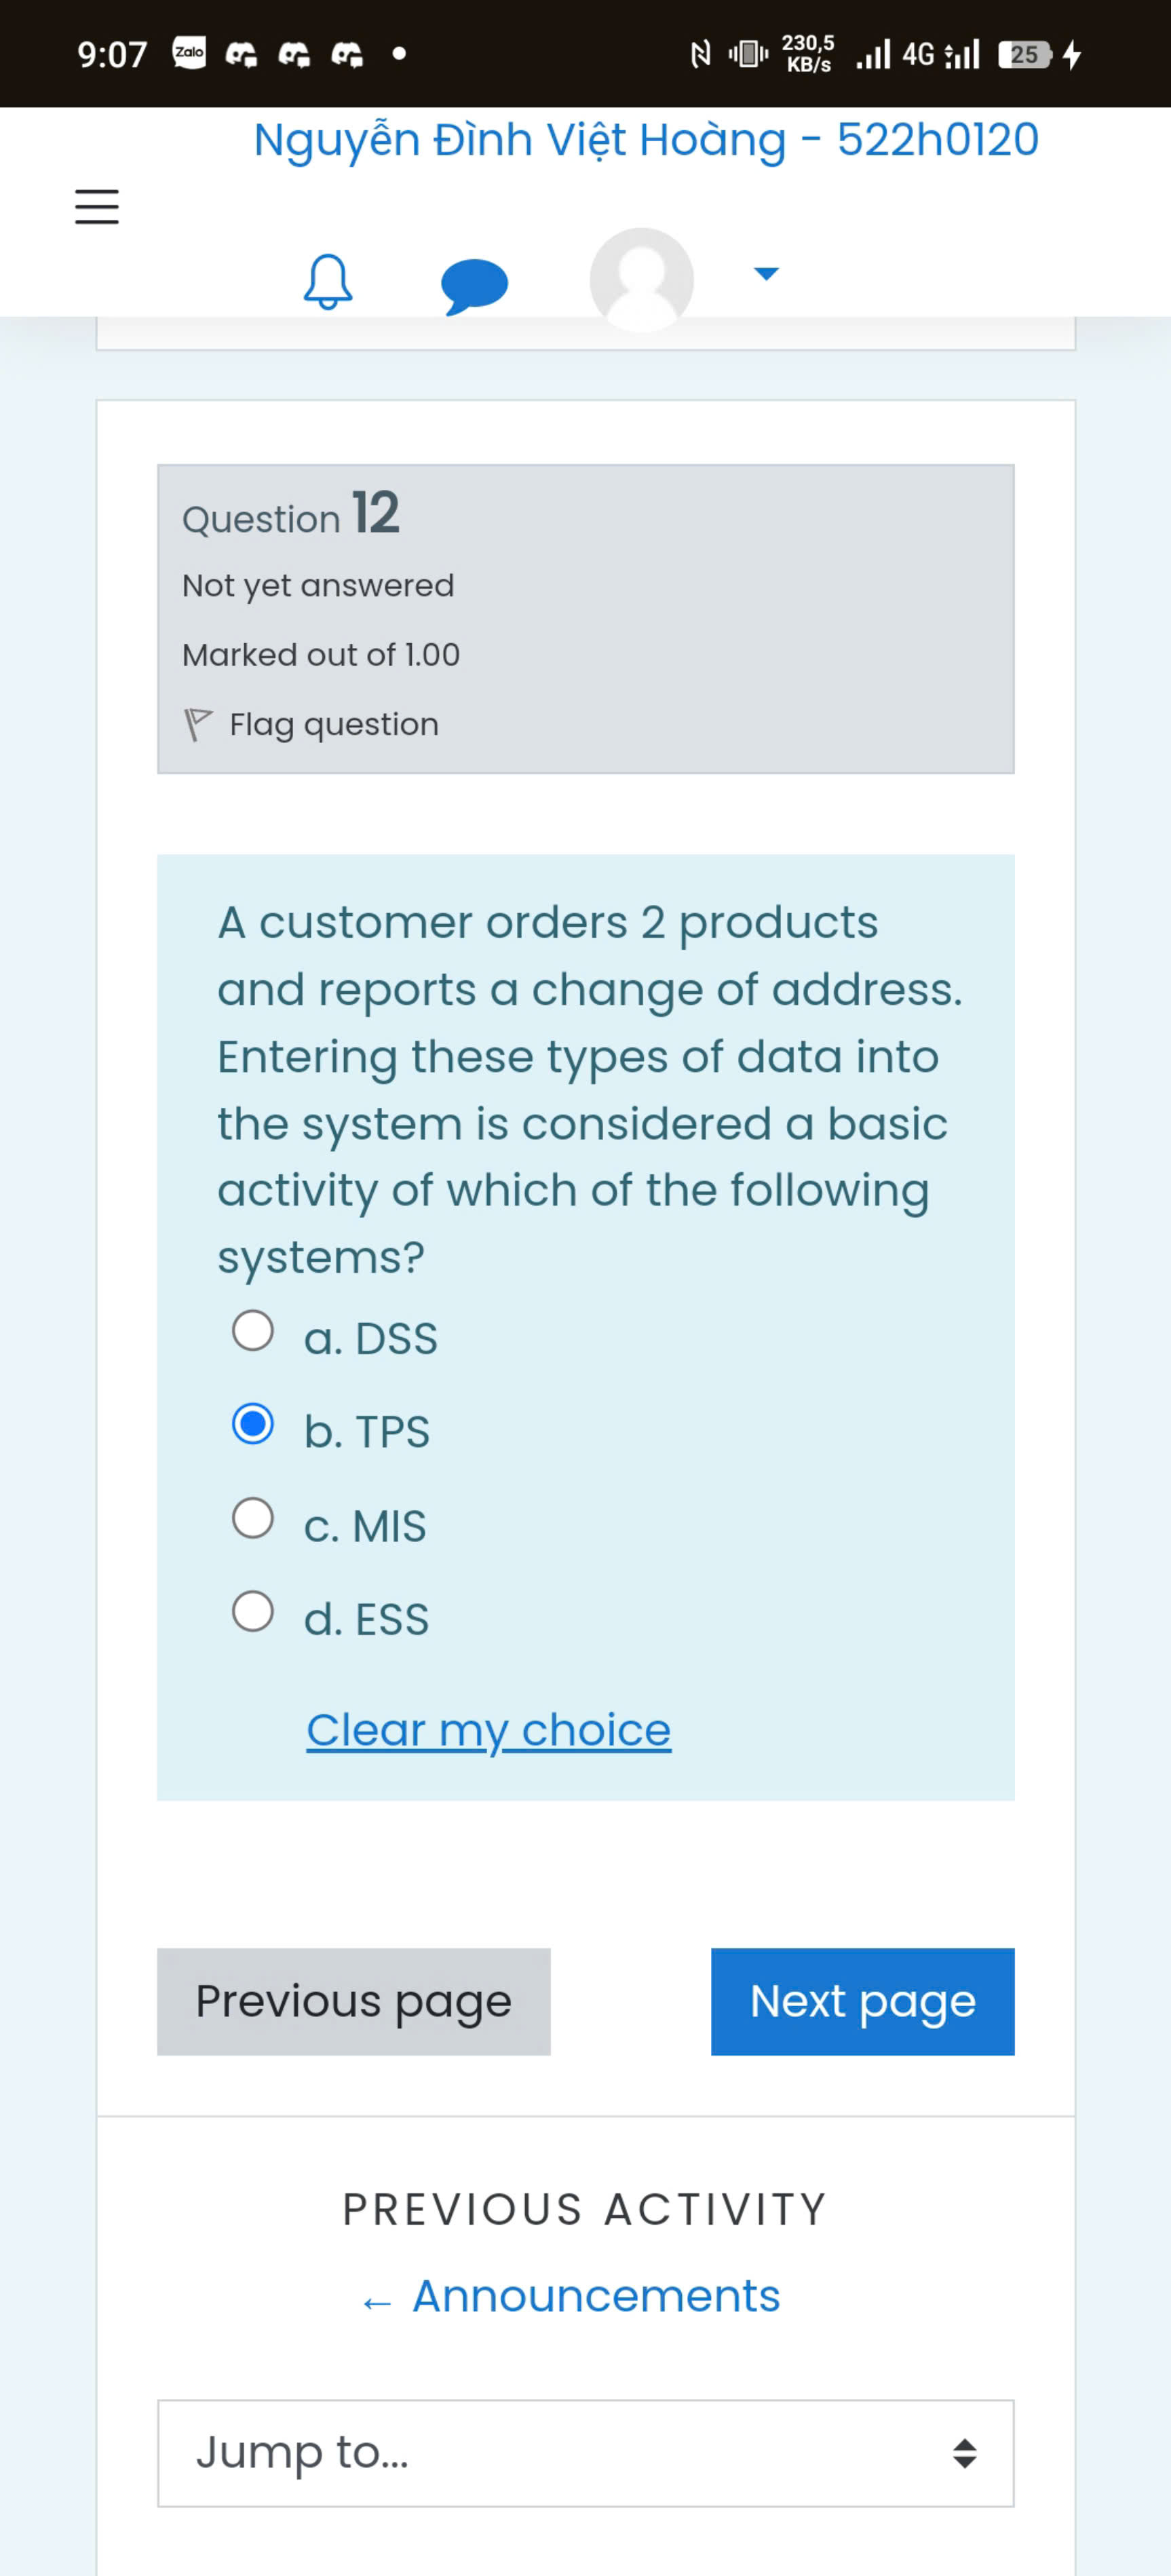 9:07 Zalo 230,5 KB/s 4G 25
Nguyễn Đình Việt Hoàng - 522h0120
Question 12
Not yet answered
Marked out of 1.00
Flag question
A customer orders 2 products
and reports a change of address.
Entering these types of data into
the system is considered a basic
activity of which of the following
systems?
a. DSS
b. TPS
c. MIS
d. ESS
Clear my choice
Previous page
Next page
PREVIOUS ACTIVITY
← Announcements
Jump to...